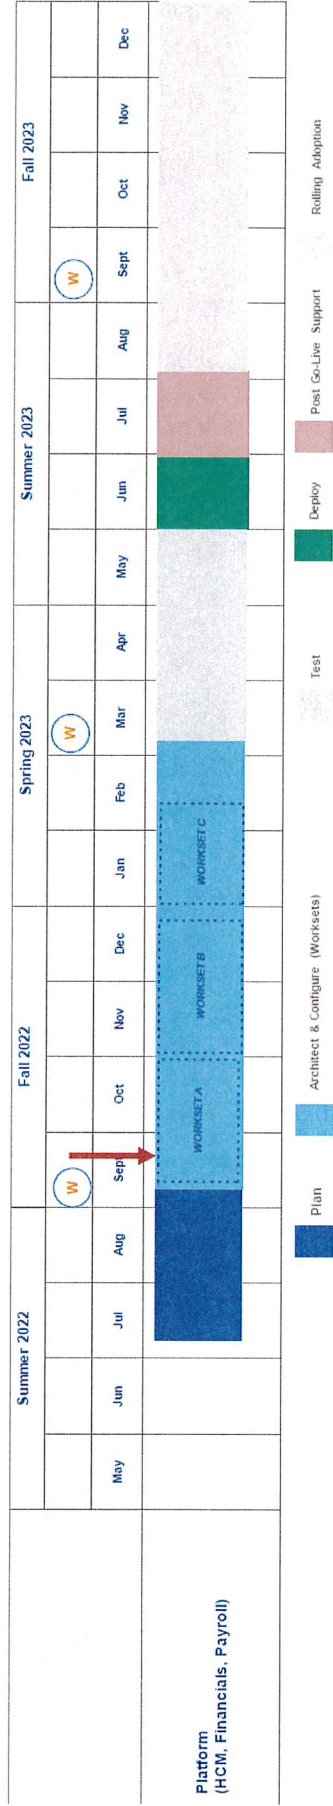 Summer 2022
Fall 2022
Spring 2023
Summer 2023
Fall 2023
W
W
W
May
Jun
Jul
Aug
Sept
Oct
Nov
Dec
Jan
Feb
Mar
Apr
May
Jun
Jul
Aug
Sept
Oct
Nov
Dec
Platform
(HCM, Financials, Payroll)
WORKSET A
WORKSET B
WORKSET C
Plan
Architect & Configure (Worksets)
Test
Deploy
Post Go-Live Support
Rolling Adoption